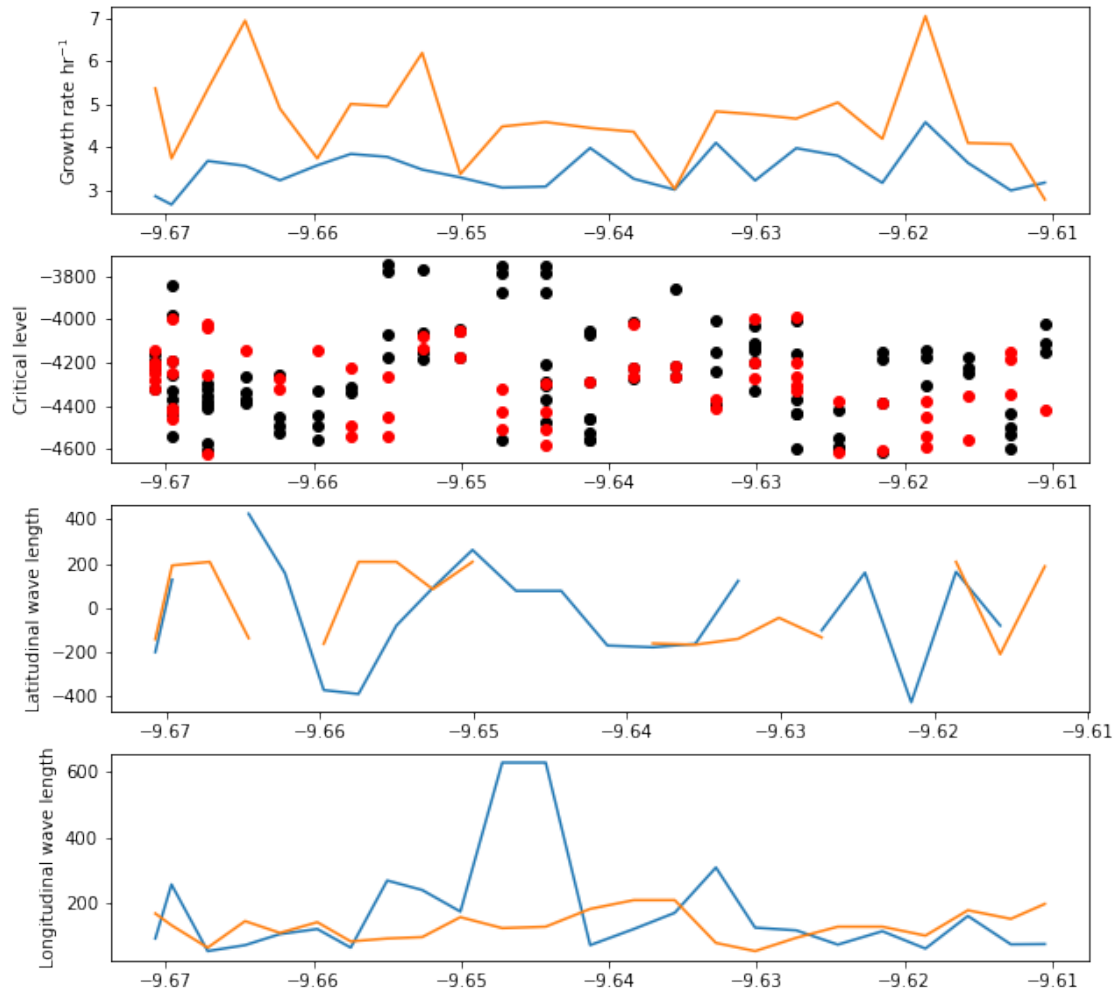 Growth rate hr⁻¹
7
6
5
4
3
−9.67 −9.66 −9.65 −9.64 −9.63 −9.62 −9.61
Critical level
−3800
−4000
−4200
−4400
−4600
−9.67 −9.66 −9.65 −9.64 −9.63 −9.62 −9.61
Latitudinal wave length
400
200
0
−200
−400
−9.67 −9.66 −9.65 −9.64 −9.63 −9.62 −9.61
Longitudinal wave length
600
400
200
−9.67 −9.66 −9.65 −9.64 −9.63 −9.62 −9.61